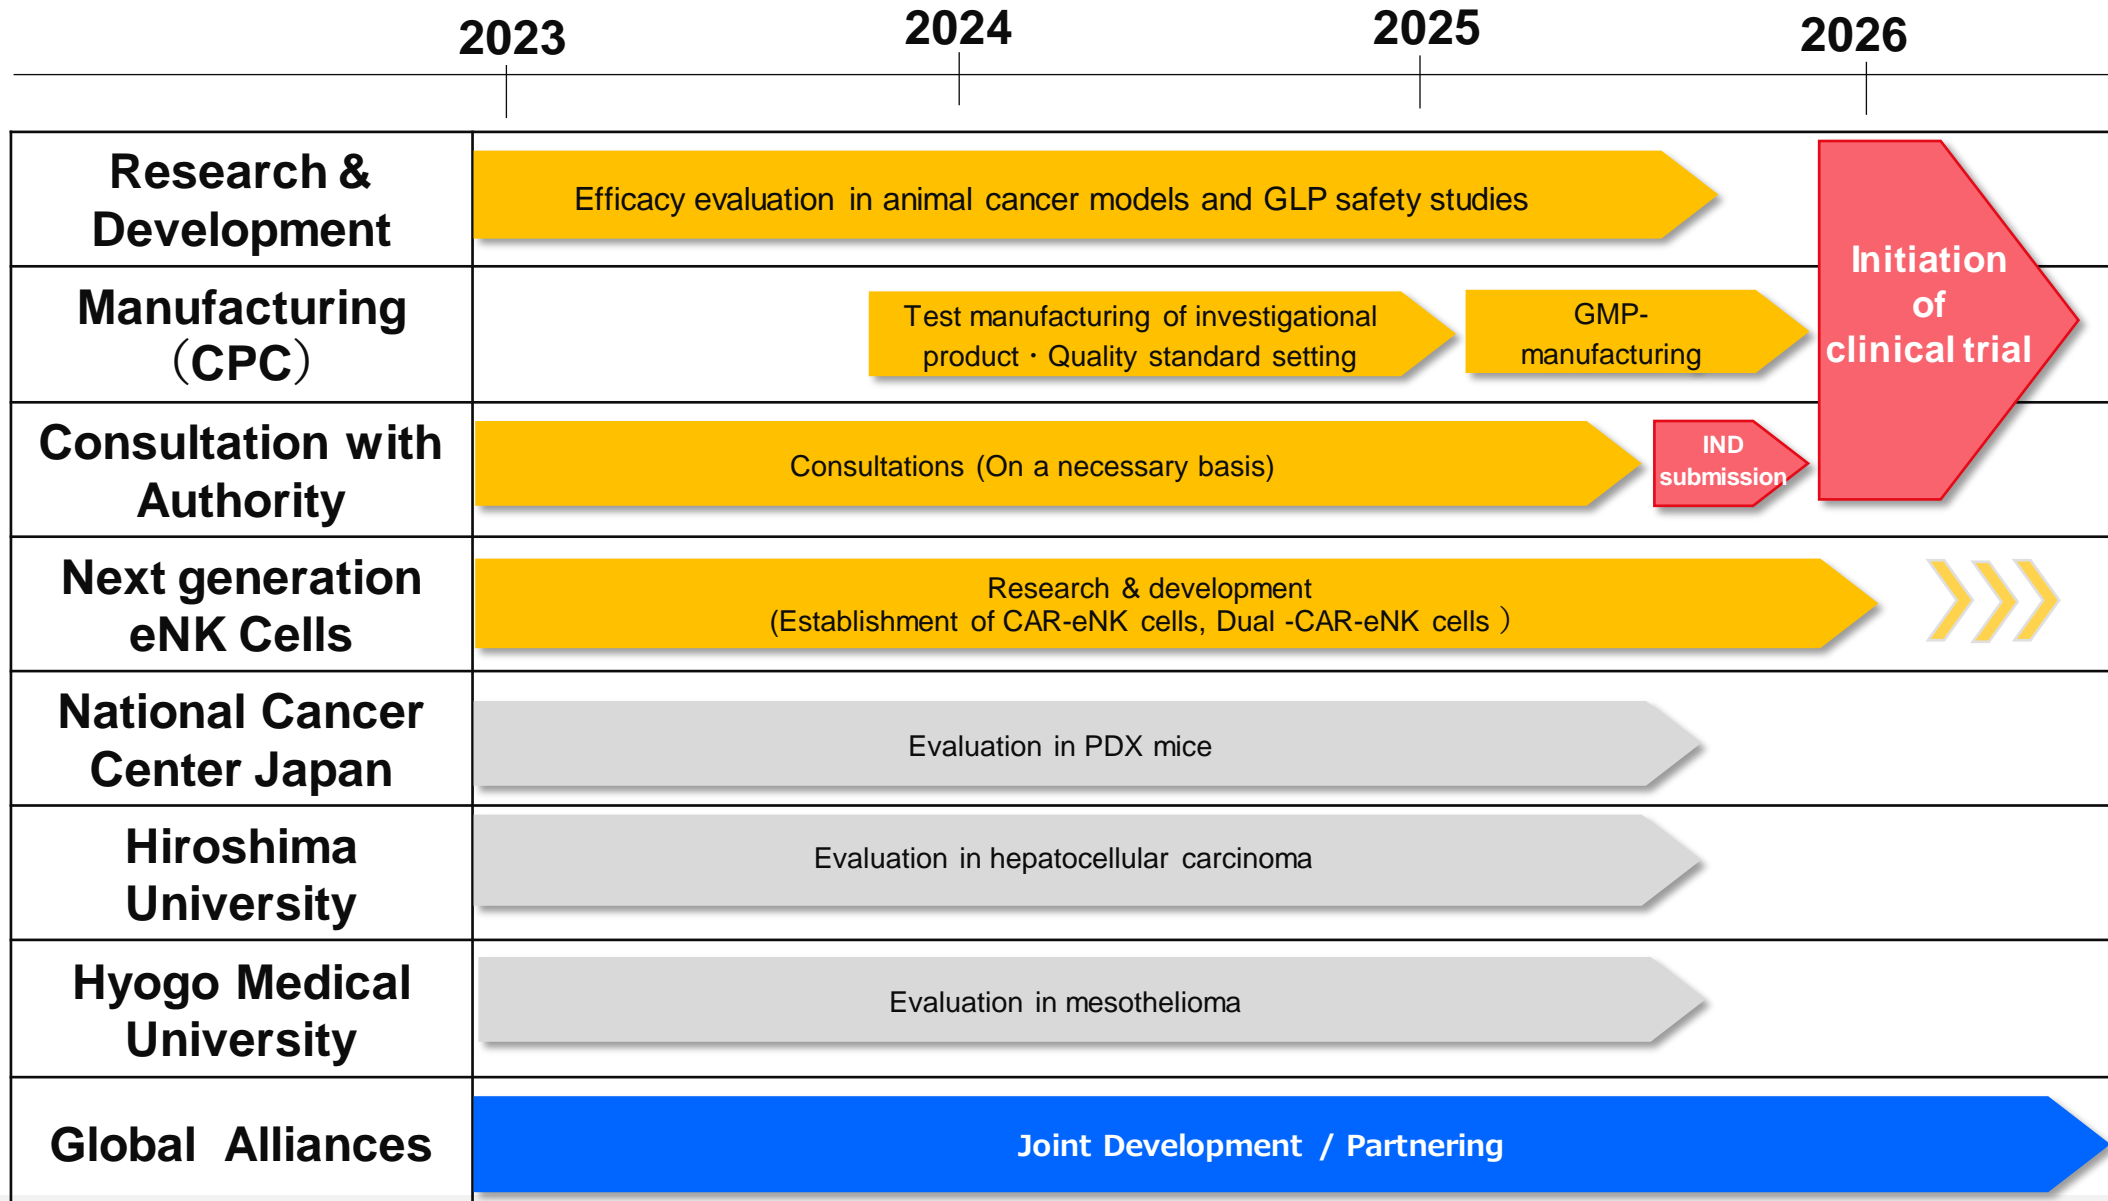 2023
2024
2025
2026
Research &
Development
Efficacy evaluation in animal cancer models and GLP safety studies
Initiation
of
clinical trial
Manufacturing
（CPC）
Test manufacturing of investigational
product・Quality standard setting
GMP-
manufacturing
Consultation with
Authority
Consultations (On a necessary basis)
IND
submission
Next generation
eNK Cells
Research & development
(Establishment of CAR-eNK cells, Dual -CAR-eNK cells ）
National Cancer
Center Japan
Evaluation in PDX mice
Hiroshima
University
Evaluation in hepatocellular carcinoma
Hyogo Medical
University
Evaluation in mesothelioma
Global Alliances
Joint Development / Partnering